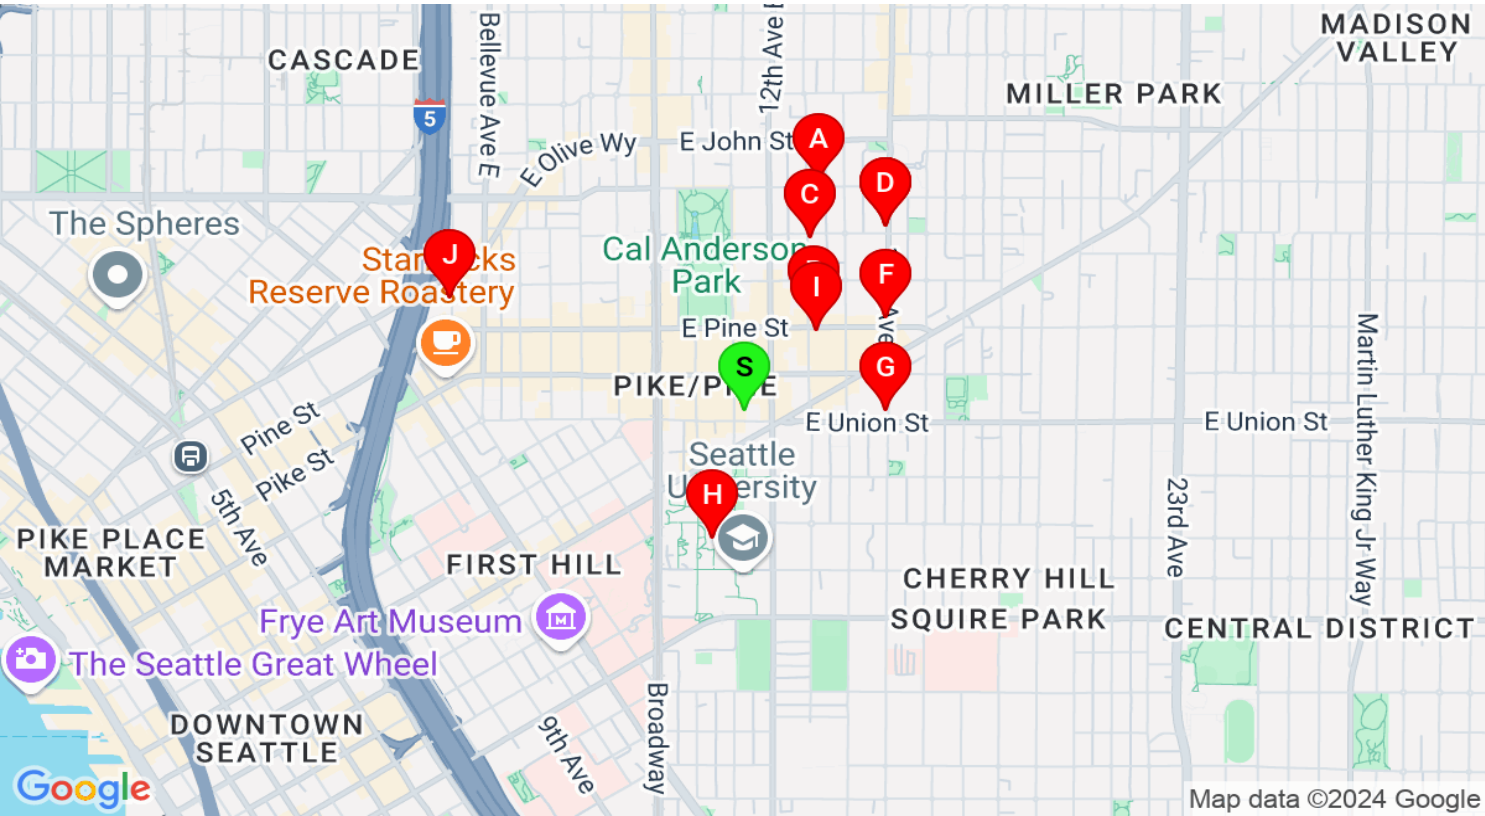 MADISON
VALLEY
CASCADE
Bellevue Ave E
12th Ave E
5
MILLER PARK
E Olive Wy
E John St
A
C
D
The Spheres
Cal Anderson
Park
J
Reserve Roastery
I
F
E Pine St
Ave
S
G
PIKE/
E Union St
E Union St
Martin Luther King Jr Way
Pine St
Pike St
Seattle
H
5th Ave
23rd Ave
PIKE PLACE
MARKET
FIRST HILL
CHERRY HILL
SQUIRE PARK
Frye Art Museum
M
CENTRAL DISTRICT
The Seattle Great Wheel
Broadway
DOWNTOWN
SEATTLE
9th Ave
Google
Map data ©2024 Google